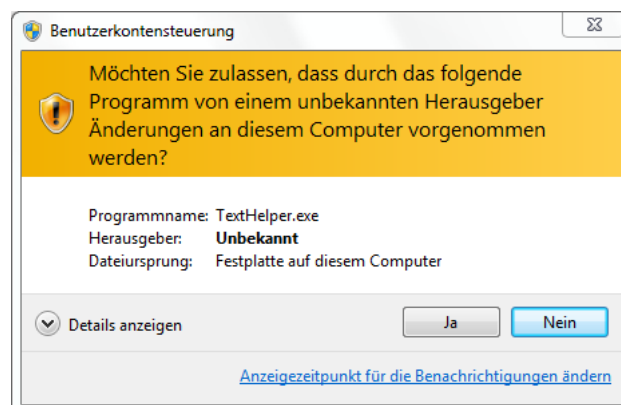 Benutzerkontensteuerung
Möchten Sie zulassen, dass durch das folgende
Programm von einem unbekannten Herausgeber
Änderungen an diesem Computer vorgenommen
werden?
Programmname: TextHelper.exe
Herausgeber: Unbekannt
Dateiursprung: Festplatte auf diesem Computer
Details anzeigen Ja Nein
Anzeigezeitpunkt für die Benachrichtigungen ändern